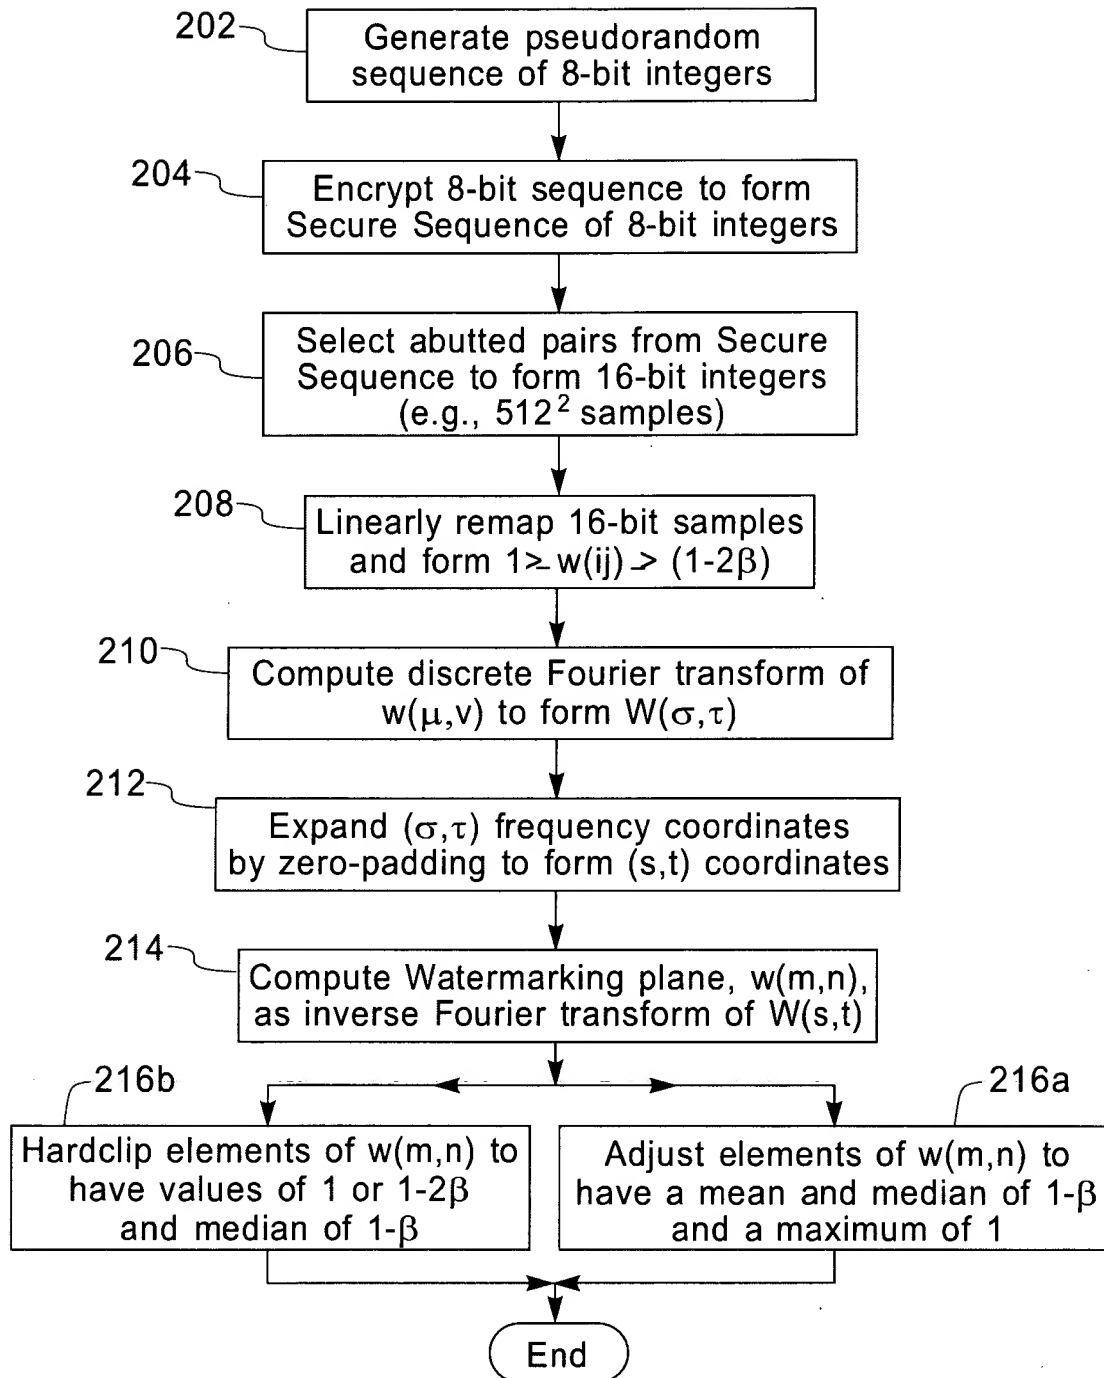 202
Generate pseudorandom
sequence of 8-bit integers
204
Encrypt 8-bit sequence to form
Secure Sequence of 8-bit integers
206
Select abutted pairs from Secure
Sequence to form 16-bit integers
(e.g., 512² samples)
208
Linearly remap 16-bit samples
and form 1≥w(ij)≥(1-2β)
210
Compute discrete Fourier transform of
w(μ,ν) to form W(σ,τ)
212
Expand (σ,τ) frequency coordinates
by zero-padding to form (s,t) coordinates
214
Compute Watermarking plane, w(m,n),
as inverse Fourier transform of W(s,t)
216b
Hardclip elements of w(m,n) to
have values of 1 or 1-2β
and median of 1-β
216a
Adjust elements of w(m,n) to
have a mean and median of 1-β
and a maximum of 1
End